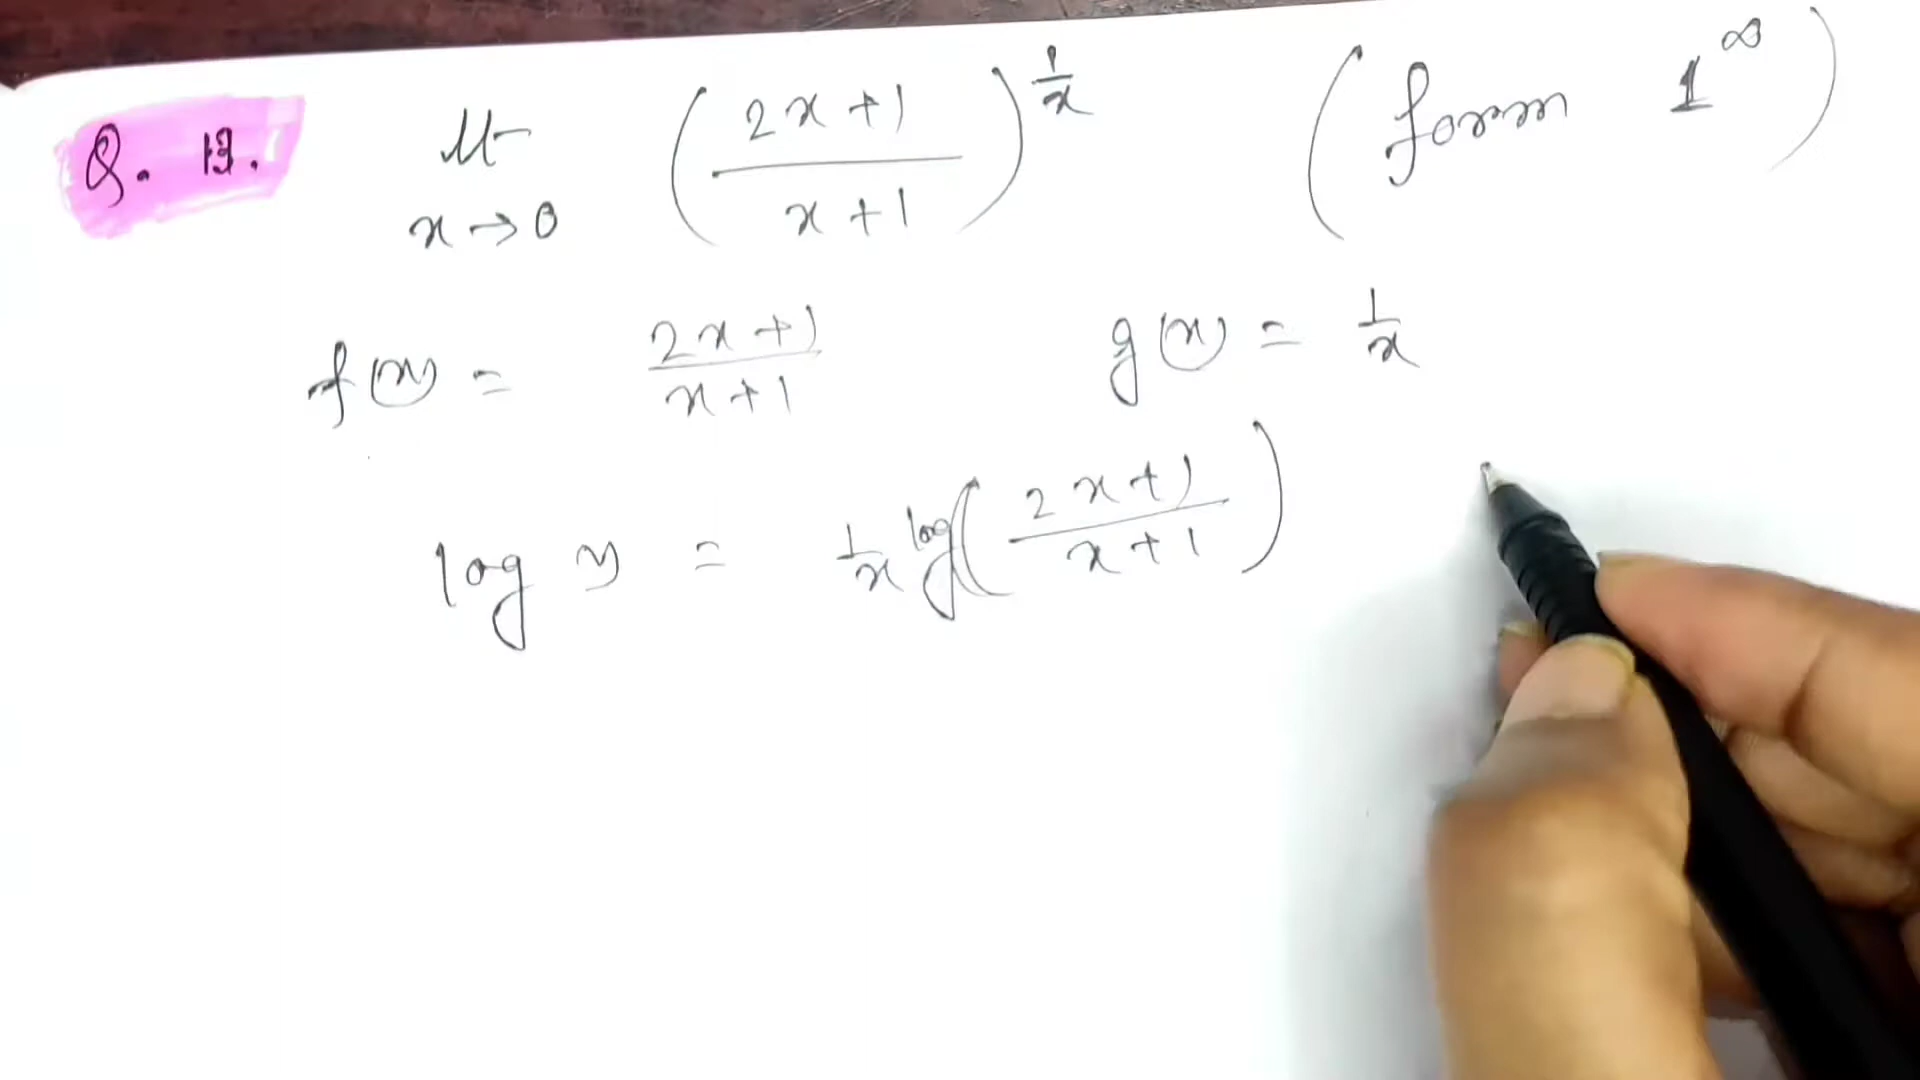 Q. 13. lt x→0 ((2x+1)/(x+1))^(1/x) (form 1^∞)
f(x) = (2x+1)/(x+1) g(x) = 1/x
log y = 1/x log((2x+1)/(x+1))